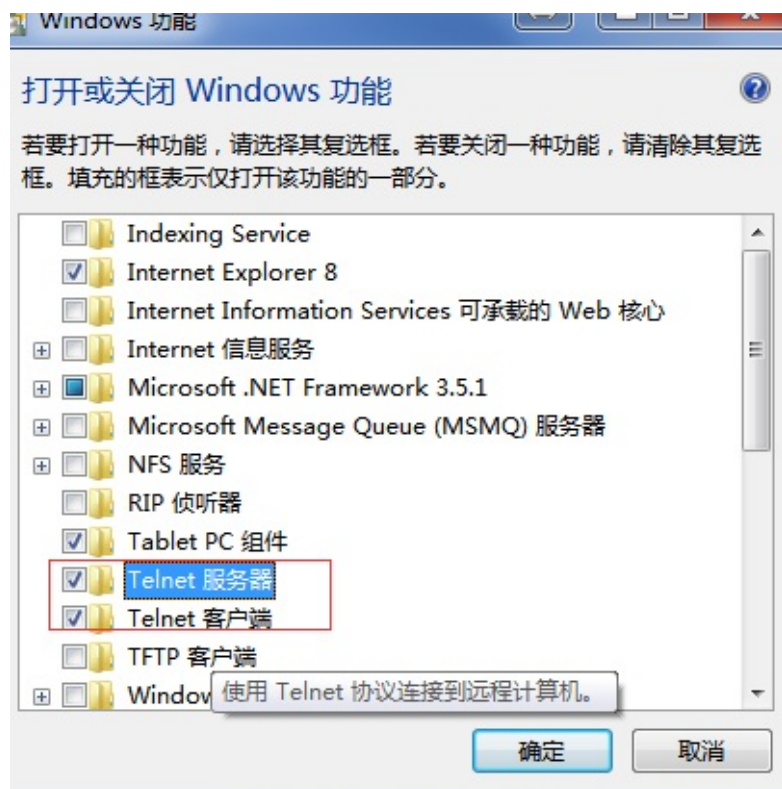 Windows 功能
打开或关闭 Windows 功能
若要打开一种功能，请选择其复选框。若要关闭一种功能，请清除其复选
框。填充的框表示仅打开该功能的一部分。
Indexing Service
Internet Explorer 8
Internet Information Services 可承载的 Web 核心
Internet 信息服务
Microsoft .NET Framework 3.5.1
Microsoft Message Queue (MSMQ) 服务器
NFS 服务
RIP 侦听器
Tablet PC 组件
Telnet 服务器
Telnet 客户端
TFTP 客户端
使用 Telnet 协议连接到远程计算机。
确定
取消